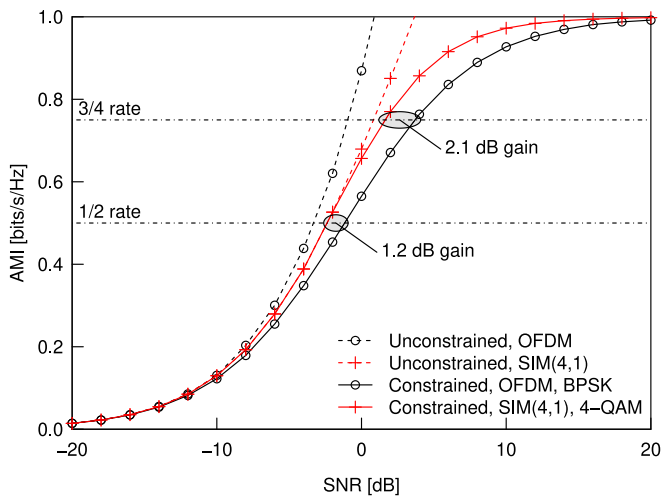 1.0
0.8
3/4 rate
2.1 dB gain
0.6
AMI [bits/s/Hz]
1/2 rate
1.2 dB gain
0.4
Unconstrained, OFDM
Unconstrained, SIM(4,1)
0.2
Constrained, OFDM, BPSK
Constrained, SIM(4,1), 4−QAM
0.0
−20
−10
0
10
20
SNR [dB]